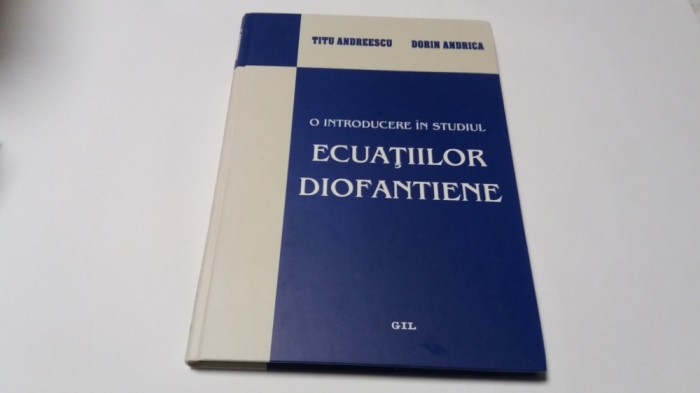 TITU ANDREESCU DORIN ANDRICA
O INTRODUCERE ÎN STUDIUL
ECUAŢIILOR
DIOFANTIENE
GIL